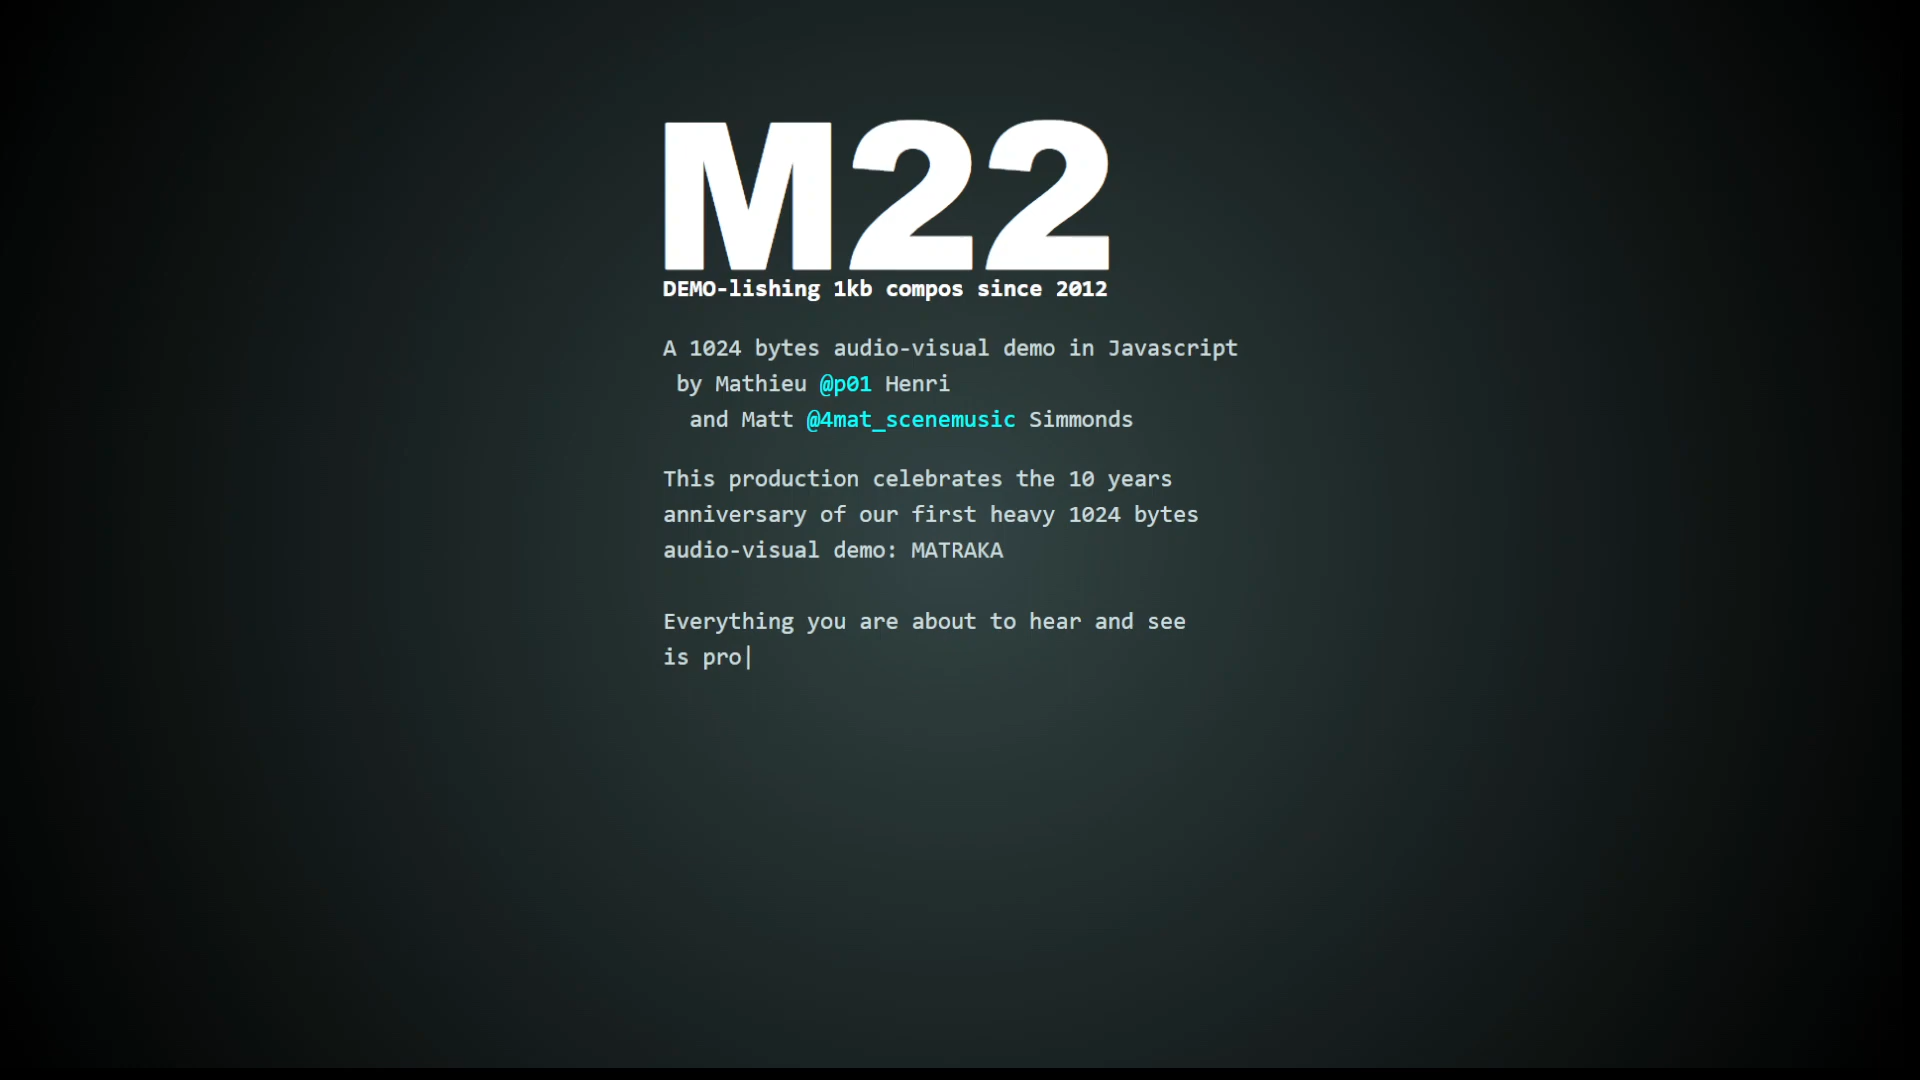 M22
DEMO-lishing 1kb compos since 2012
A 1024 bytes audio-visual demo in Javascript
by Mathieu @p01 Henri
and Matt @4mat_scenemusic Simmonds
This production celebrates the 10 years
anniversary of our first heavy 1024 bytes
audio-visual demo: MATRAKA
Everything you are about to hear and see
is pro